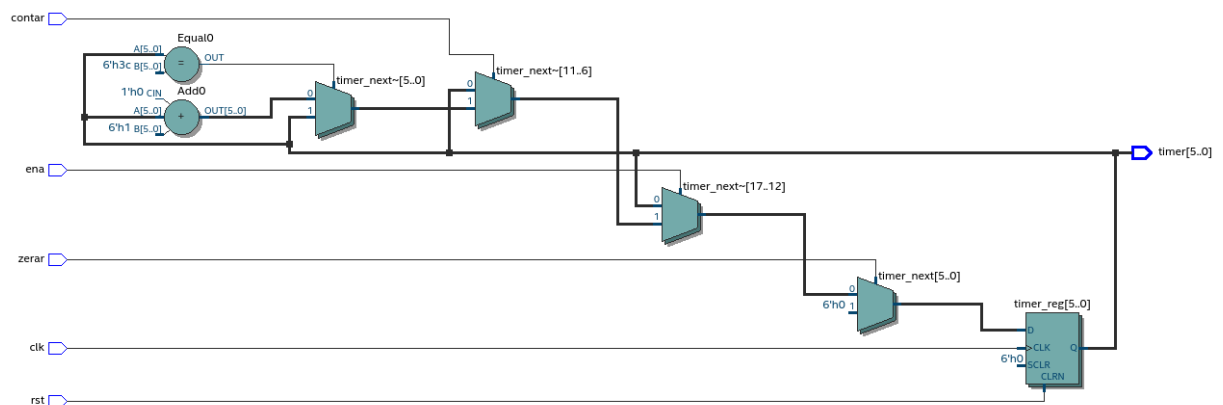 contar
Equal0
A[5..0]
OUT
6'h3c B[5..0]
=
timer_next~[5..0]
timer_next~[11..6]
0
1
1'h0 CIN
Add0
A[5..0]
OUT[5..0]
6'h1 B[5..0]
+
0
1
timer[5..0]
ena
timer_next~[17..12]
0
1
zerar
timer_next[5..0]
0
6'h0 1
timer_reg[5..0]
D
clk
CLK
Q
6'h0
SCLR
CLRN
rst